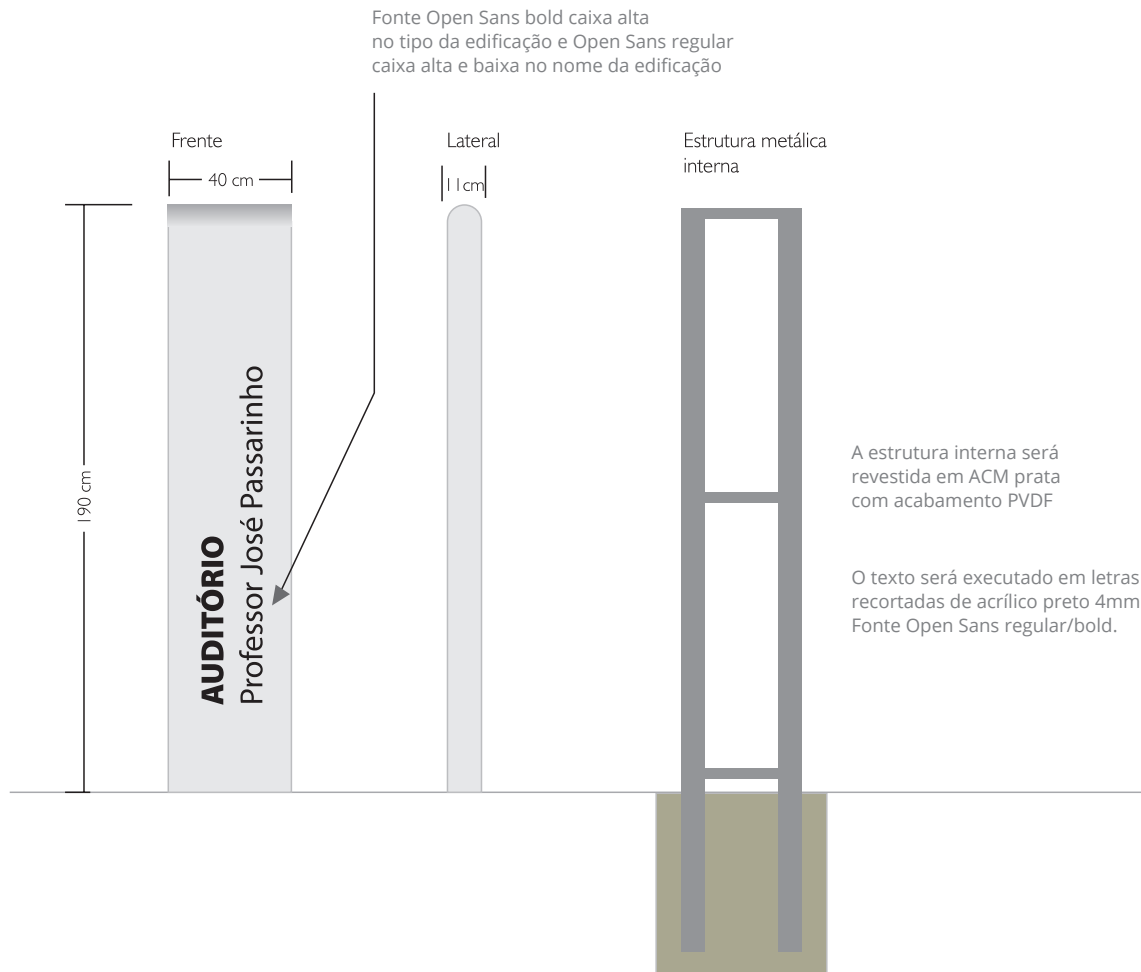 Fonte Open Sans bold caixa alta
no tipo da edificação e Open Sans regular
caixa alta e baixa no nome da edificação
Frente
Lateral
Estrutura metálica
interna
40 cm
11cm
190 cm
AUDITÓRIO
Professor José Passarinho
A estrutura interna será
revestida em ACM prata
com acabamento PVDF
O texto será executado em letras
recortadas de acrílico preto 4mm
Fonte Open Sans regular/bold.